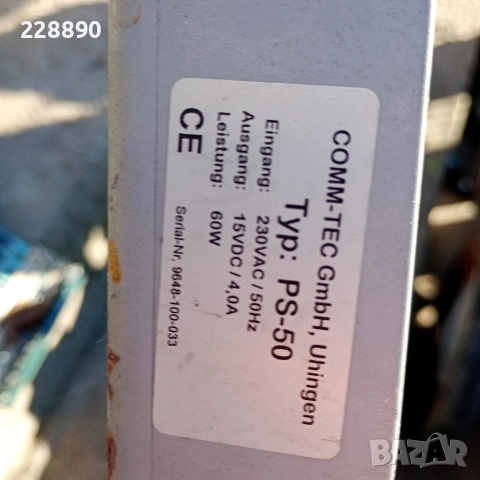 228890
COMM-TEC GmbH, Uhingen
Typ: PS-50
Eingang: 230VAC / 50Hz
Ausgang: 15VDC / 4,0A
Leistung: 60W
CE
Serial-Nr. 9648-100-033
BAZAR